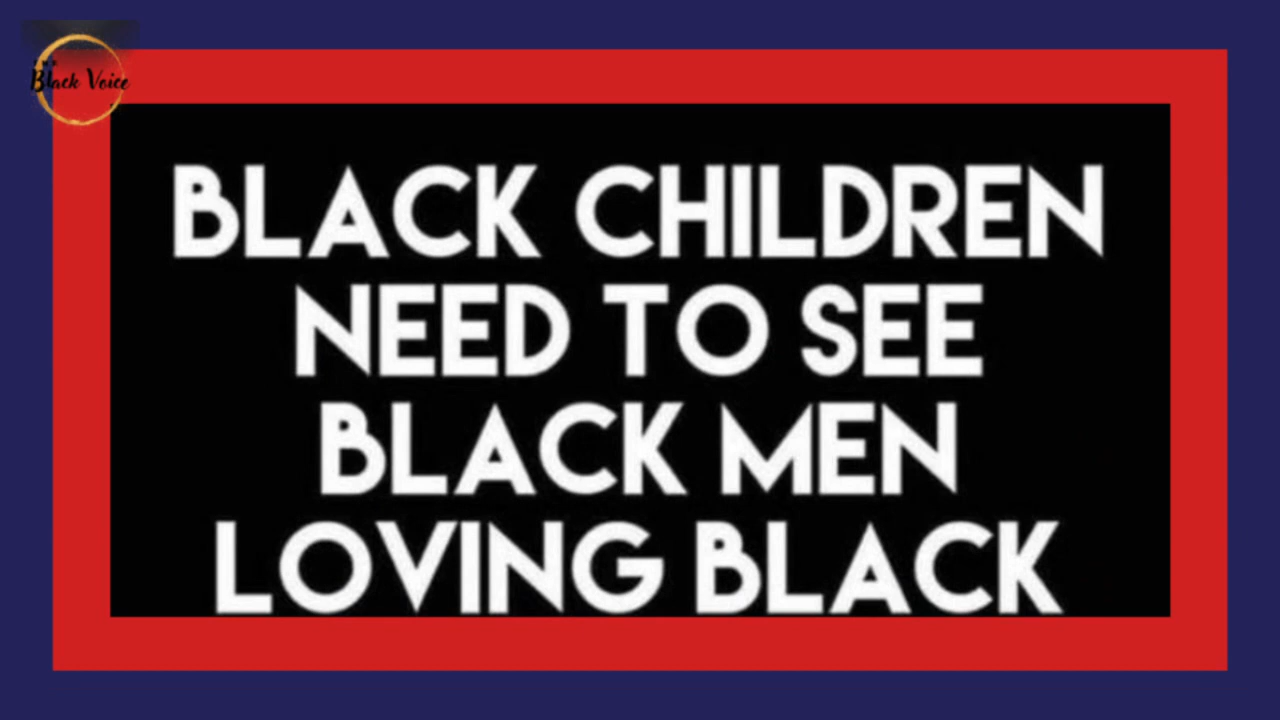 Black Voice
BLACK CHILDREN
NEED TO SEE
BLACK MEN
LOVING BLACK